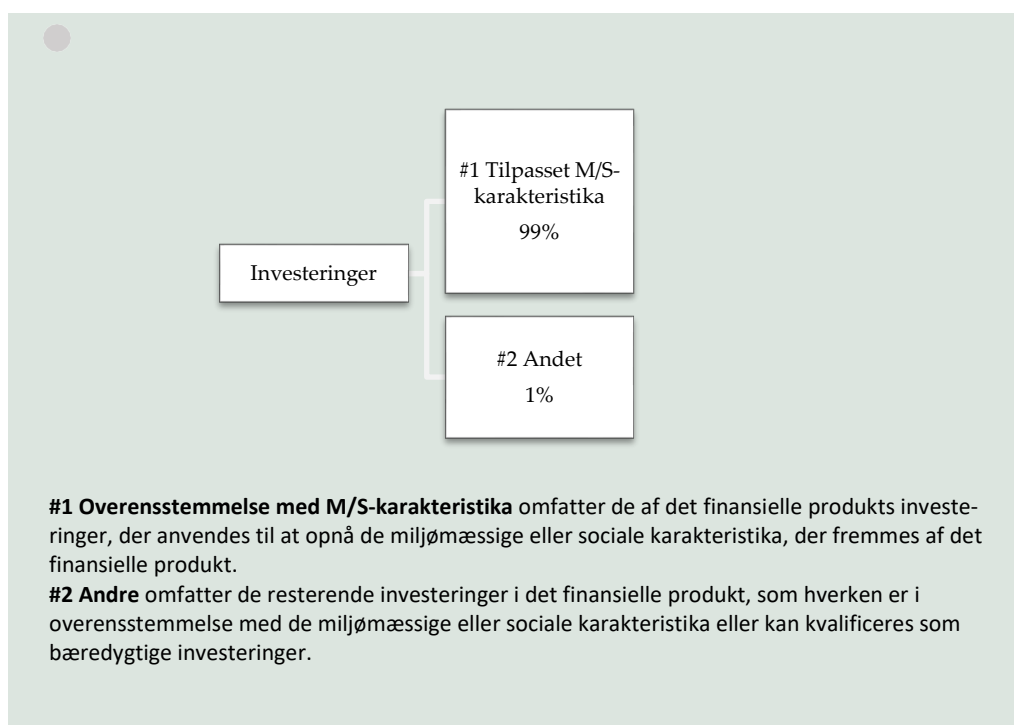 #1 Tilpasset M/S-
karakteristika
99%
Investeringer
#2 Andet
1%
#1 Overensstemmelse med M/S-karakteristika omfatter de af det finansielle produkts investe-
ringer, der anvendes til at opnå de miljømæssige eller sociale karakteristika, der fremmes af det
finansielle produkt.
#2 Andre omfatter de resterende investeringer i det finansielle produkt, som hverken er i
overensstemmelse med de miljømæssige eller sociale karakteristika eller kan kvalificeres som
bæredygtige investeringer.